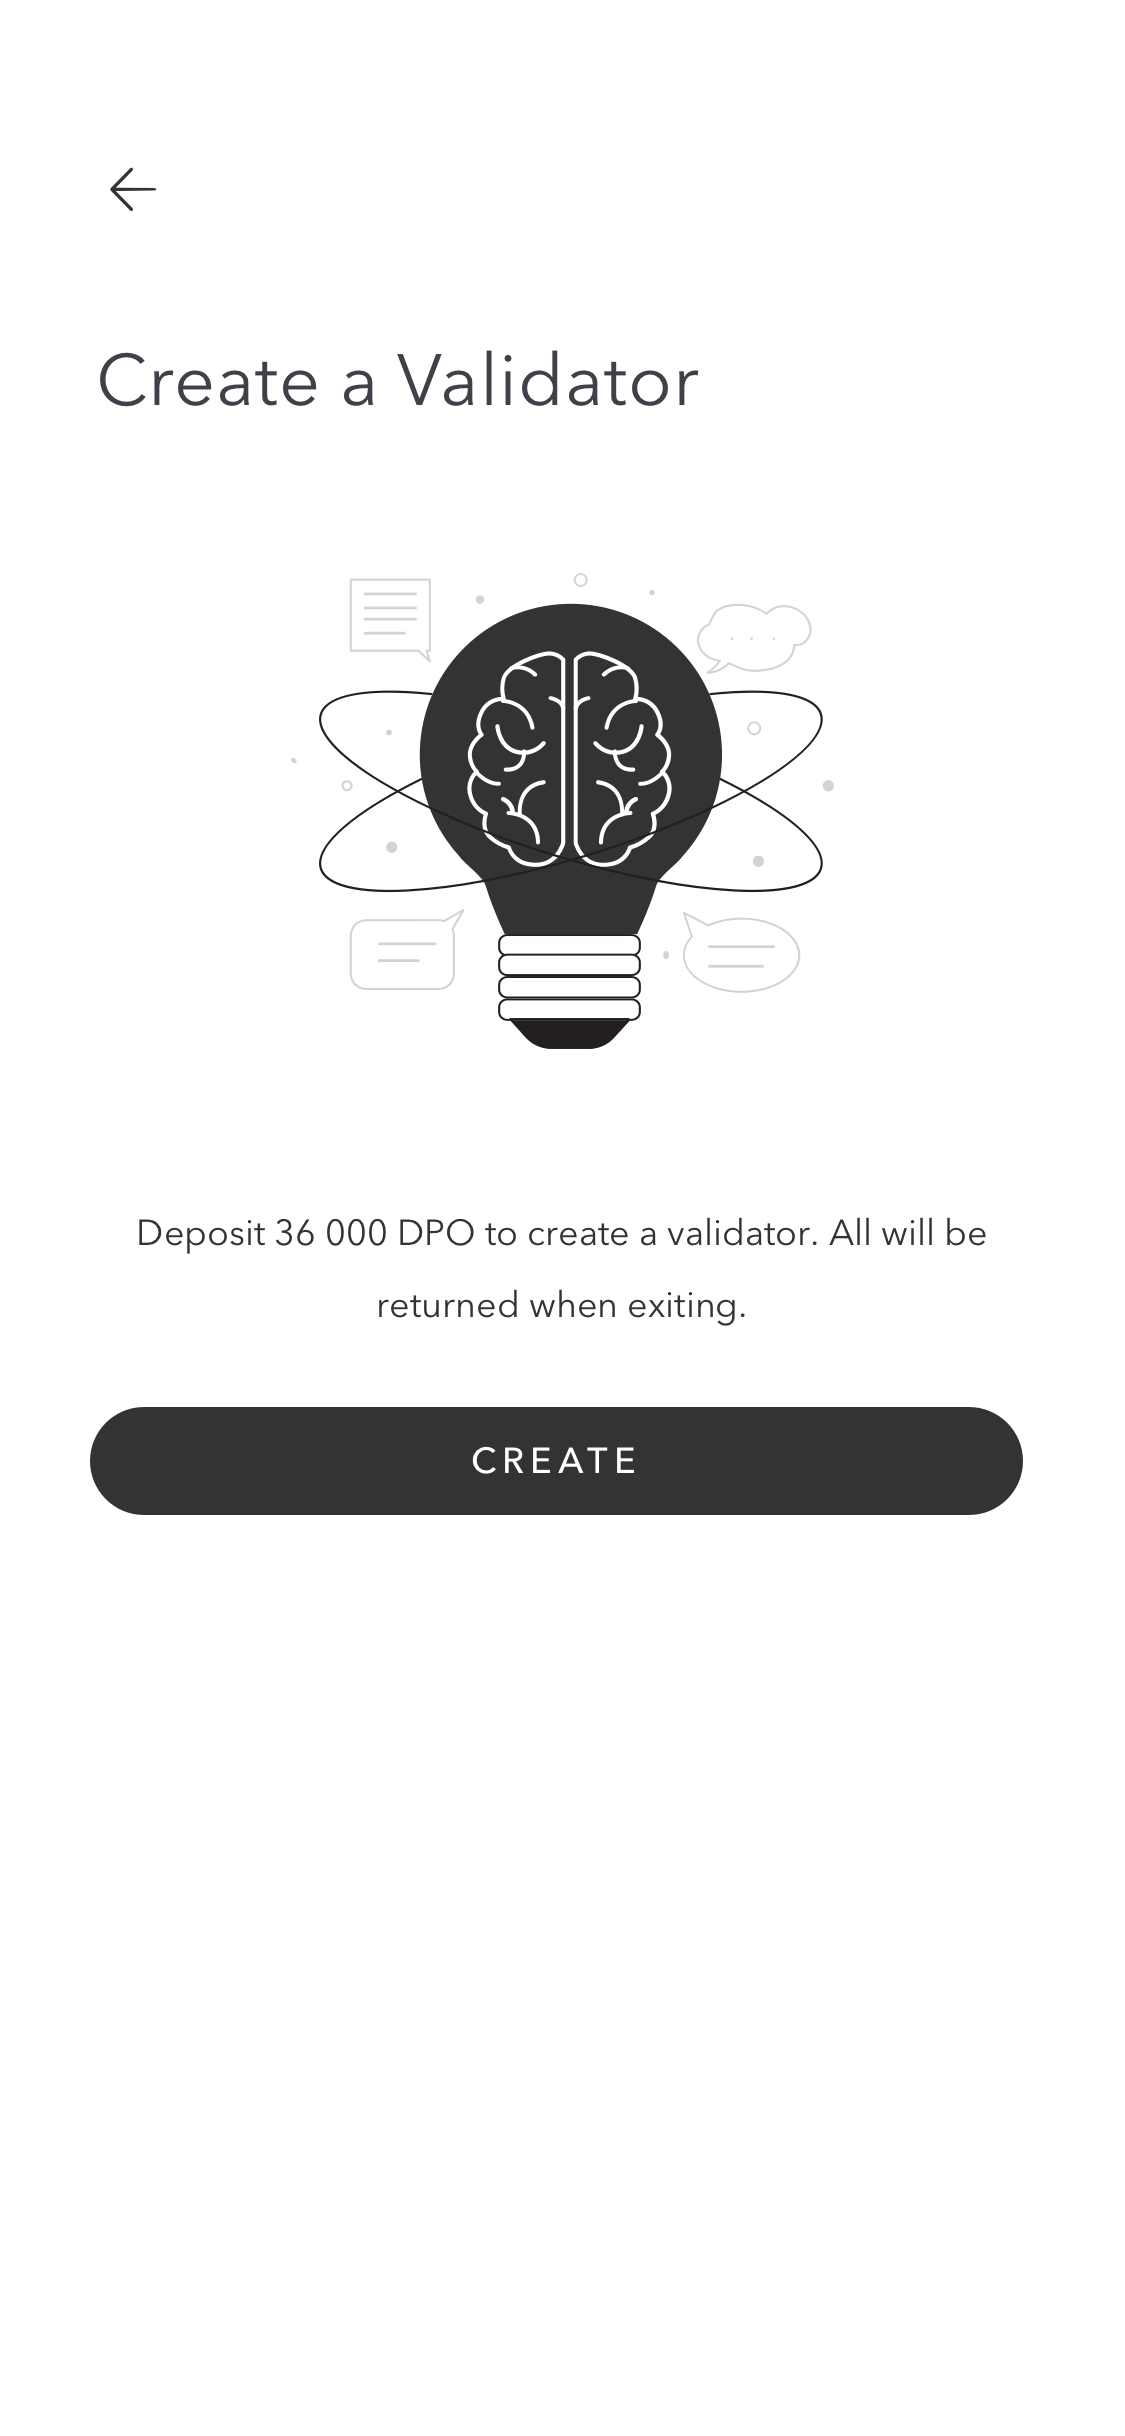 Create a Validator
Deposit 36 000 DPO to create a validator. All will be
returned when exiting.
CREATE